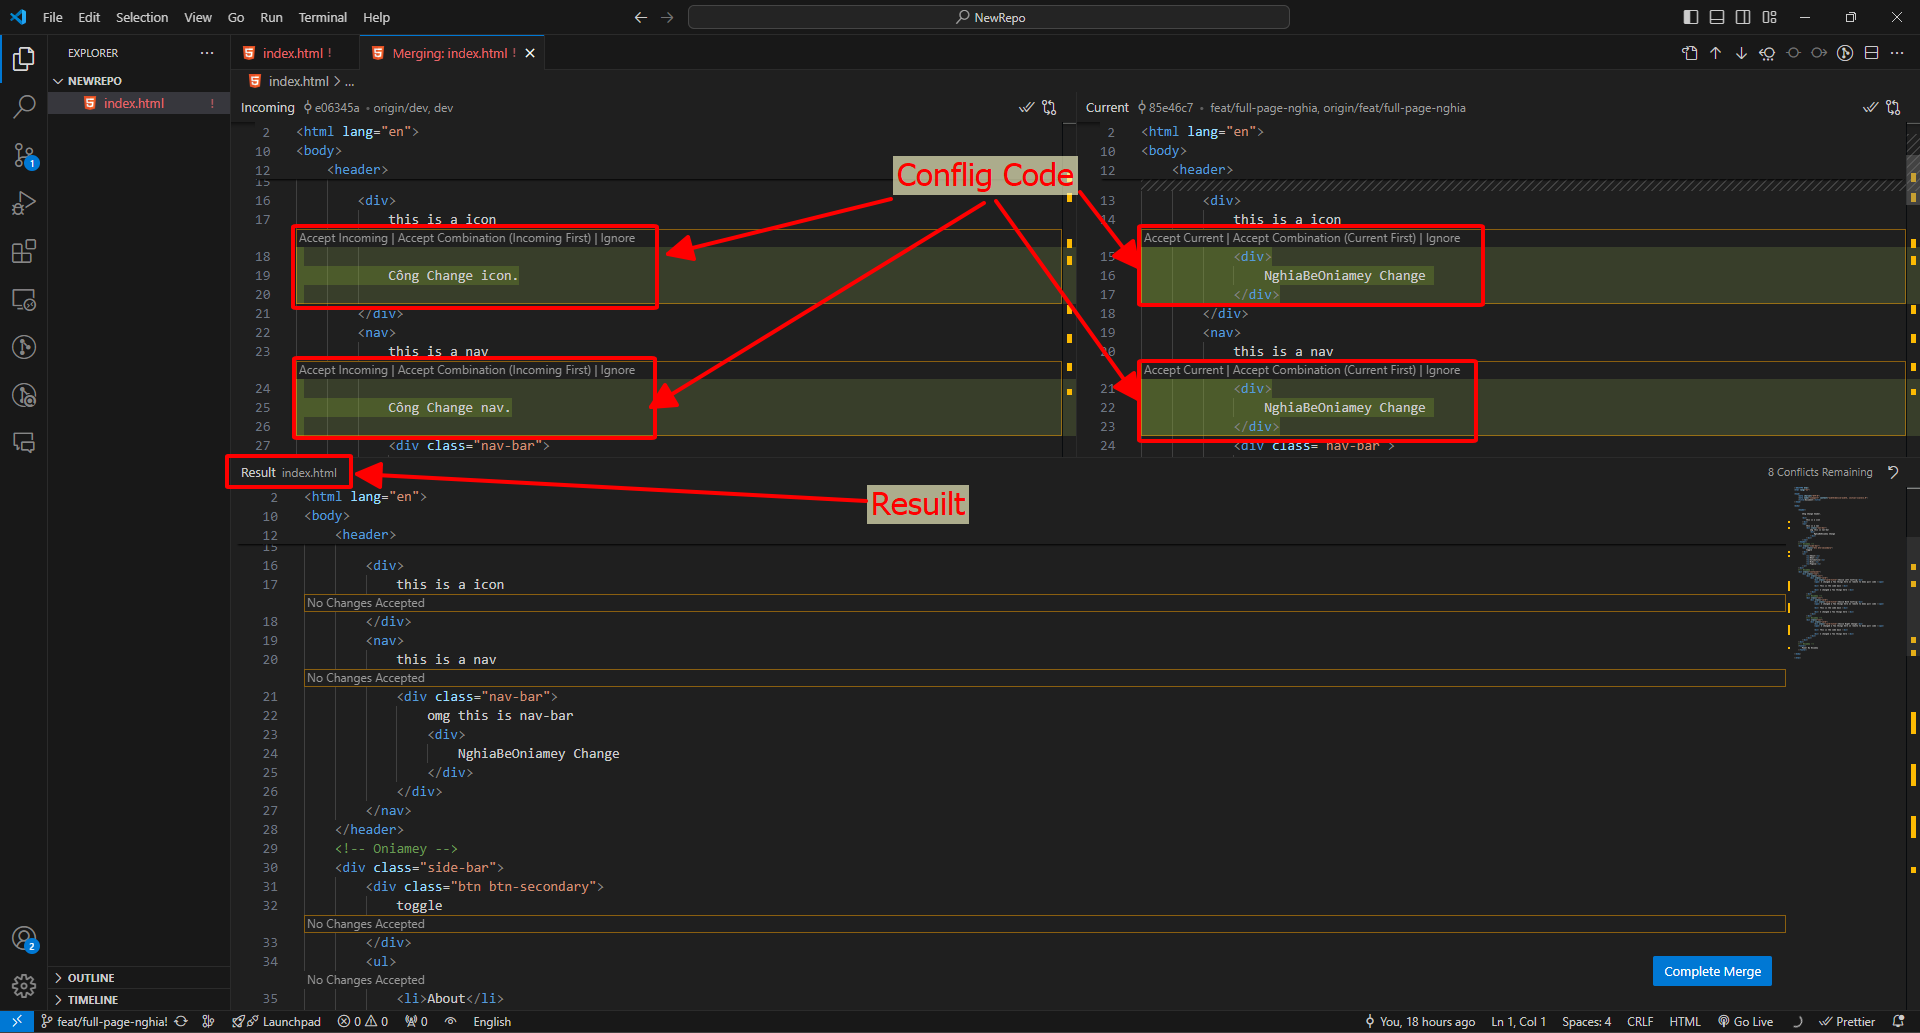 File Edit Selection View Go Run Terminal Help
NewRepo
EXPLORER
NEWREPO
index.html !
index.html !
Merging: index.html !
index.html > ...
Incoming e06345a • origin/dev, dev
2 <html lang="en">
10 <body>
12 <header>
15
16 <div>
17 this is a icon
Accept Incoming | Accept Combination (Incoming First) | Ignore
18
19 Công Change icon.
20
21 </div>
22 <nav>
23 this is a nav
Accept Incoming | Accept Combination (Incoming First) | Ignore
24
25 Công Change nav.
26
27 <div class="nav-bar">
Current 85e46c7 • feat/full-page-nghia, origin/feat/full-page-nghia
2 <html lang="en">
10 <body>
12 <header>
13 <div>
14 this is a icon
Accept Current | Accept Combination (Current First) | Ignore
15 <div>
16 NghiaBeOniamey Change
17 </div>
18 </div>
19 <nav>
20 this is a nav
Accept Current | Accept Combination (Current First) | Ignore
21 <div>
22 NghiaBeOniamey Change
23 </div>
24 <div class="nav-bar">
Conflig Code
Result index.html
8 Conflicts Remaining
Resuilt
2 <html lang="en">
10 <body>
12 <header>
15
16 <div>
17 this is a icon
No Changes Accepted
18 </div>
19 <nav>
20 this is a nav
No Changes Accepted
21 <div class="nav-bar">
22 omg this is nav-bar
23 <div>
24 NghiaBeOniamey Change
25 </div>
26 </div>
27 </nav>
28 </header>
29 <!-- Oniamey -->
30 <div class="side-bar">
31 <div class="btn btn-secondary">
32 toggle
No Changes Accepted
33 </div>
34 <ul>
No Changes Accepted
35 <li>About</li>
Complete Merge
1
2
OUTLINE
TIMELINE
feat/full-page-nghia! Launchpad 0 0 0 English
You, 18 hours ago Ln 1, Col 1 Spaces: 4 CRLF HTML Go Live Prettier